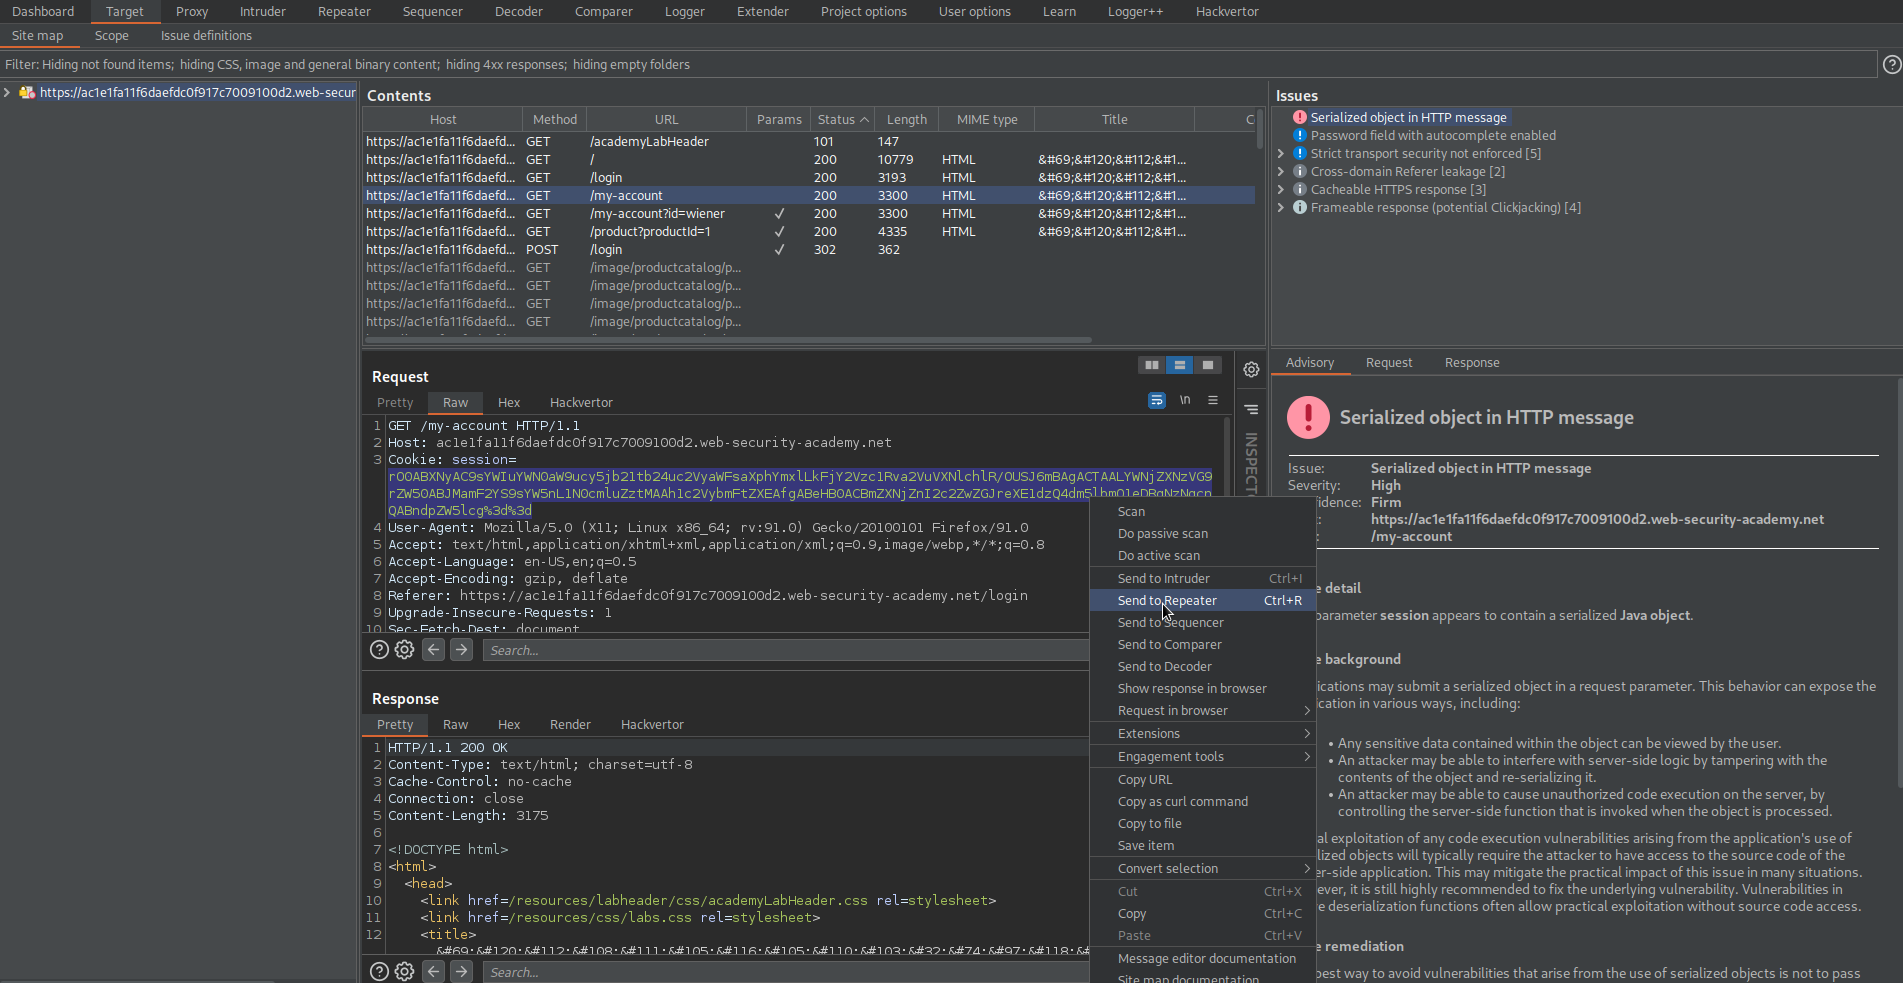 Dashboard Target Proxy Intruder Repeater Sequencer Decoder Comparer Logger Extender Project options User options Learn Logger++ Hackvertor
Site map Scope Issue definitions
Filter: Hiding not found items; hiding CSS, image and general binary content; hiding 4xx responses; hiding empty folders
https://ac1e1fa11f6daefdc0f917c7009100d2.web-secur
Contents
Host Method URL Params Status Length MIME type Title C
https://ac1e1fa11f6daefd... GET /academyLabHeader 101 147
https://ac1e1fa11f6daefd... GET / 200 10779 HTML &#69;&#120;&#112;&#1...
https://ac1e1fa11f6daefd... GET /login 200 3193 HTML &#69;&#120;&#112;&#1...
https://ac1e1fa11f6daefd... GET /my-account 200 3300 HTML &#69;&#120;&#112;&#1...
https://ac1e1fa11f6daefd... GET /my-account?id=wiener ✓ 200 3300 HTML &#69;&#120;&#112;&#1...
https://ac1e1fa11f6daefd... GET /product?productId=1 ✓ 200 4335 HTML &#69;&#120;&#112;&#1...
https://ac1e1fa11f6daefd... POST /login ✓ 302 362
https://ac1e1fa11f6daefd... GET /image/productcatalog/p...
https://ac1e1fa11f6daefd... GET /image/productcatalog/p...
https://ac1e1fa11f6daefd... GET /image/productcatalog/p...
https://ac1e1fa11f6daefd... GET /image/productcatalog/p...
Request
Pretty Raw Hex Hackvertor \n
1 GET /my-account HTTP/1.1
2 Host: ac1e1fa11f6daefdc0f917c7009100d2.web-security-academy.net
3 Cookie: session=
4 User-Agent: Mozilla/5.0 (X11; Linux x86_64; rv:91.0) Gecko/20100101 Firefox/91.0
5 Accept: text/html,application/xhtml+xml,application/xml;q=0.9,image/webp,*/*;q=0.8
6 Accept-Language: en-US,en;q=0.5
7 Accept-Encoding: gzip, deflate
8 Referer: https://ac1e1fa11f6daefdc0f917c7009100d2.web-security-academy.net/login
9 Upgrade-Insecure-Requests: 1
10 Sec-Fetch-Dest: document
Search...
Response
Pretty Raw Hex Render Hackvertor
1 HTTP/1.1 200 OK
2 Content-Type: text/html; charset=utf-8
3 Cache-Control: no-cache
4 Connection: close
5 Content-Length: 3175
6
7 <!DOCTYPE html>
8 <html>
9 <head>
10 <link href=/resources/labheader/css/academyLabHeader.css rel=stylesheet>
11 <link href=/resources/css/labs.css rel=stylesheet>
12 <title>
&#69;&#120;&#112;&#108;&#111;&#105;&#116;&#105;&#110;&#103;&#32;&#74;&#97;&#118;&#
Search...
INSPECT
Scan
Do passive scan
Do active scan
Send to Intruder Ctrl+I
Send to Repeater Ctrl+R
Send to Sequencer
Send to Comparer
Send to Decoder
Show response in browser
Request in browser
Extensions
Engagement tools
Copy URL
Copy as curl command
Copy to file
Save item
Convert selection
Cut Ctrl+X
Copy Ctrl+C
Paste Ctrl+V
Message editor documentation
Site map documentation
Issues
Serialized object in HTTP message
Password field with autocomplete enabled
Strict transport security not enforced [5]
Cross-domain Referer leakage [2]
Cacheable HTTPS response [3]
Frameable response (potential Clickjacking) [4]
Advisory Request Response
Serialized object in HTTP message
Issue: Serialized object in HTTP message
Severity: High
idence: Firm
: https://ac1e1fa11f6daefdc0f917c7009100d2.web-security-academy.net
: /my-account
e detail
parameter session appears to contain a serialized Java object.
e background
ications may submit a serialized object in a request parameter. This behavior can expose the
ication in various ways, including:
• Any sensitive data contained within the object can be viewed by the user.
• An attacker may be able to interfere with server-side logic by tampering with the
contents of the object and re-serializing it.
• An attacker may be able to cause unauthorized code execution on the server, by
controlling the server-side function that is invoked when the object is processed.
al exploitation of any code execution vulnerabilities arising from the application's use of
lized objects will typically require the attacker to have access to the source code of the
er-side application. This may mitigate the practical impact of this issue in many situations.
ever, it is still highly recommended to fix the underlying vulnerability. Vulnerabilities in
e deserialization functions often allow practical exploitation without source code access.
e remediation
best way to avoid vulnerabilities that arise from the use of serialized objects is not to pass